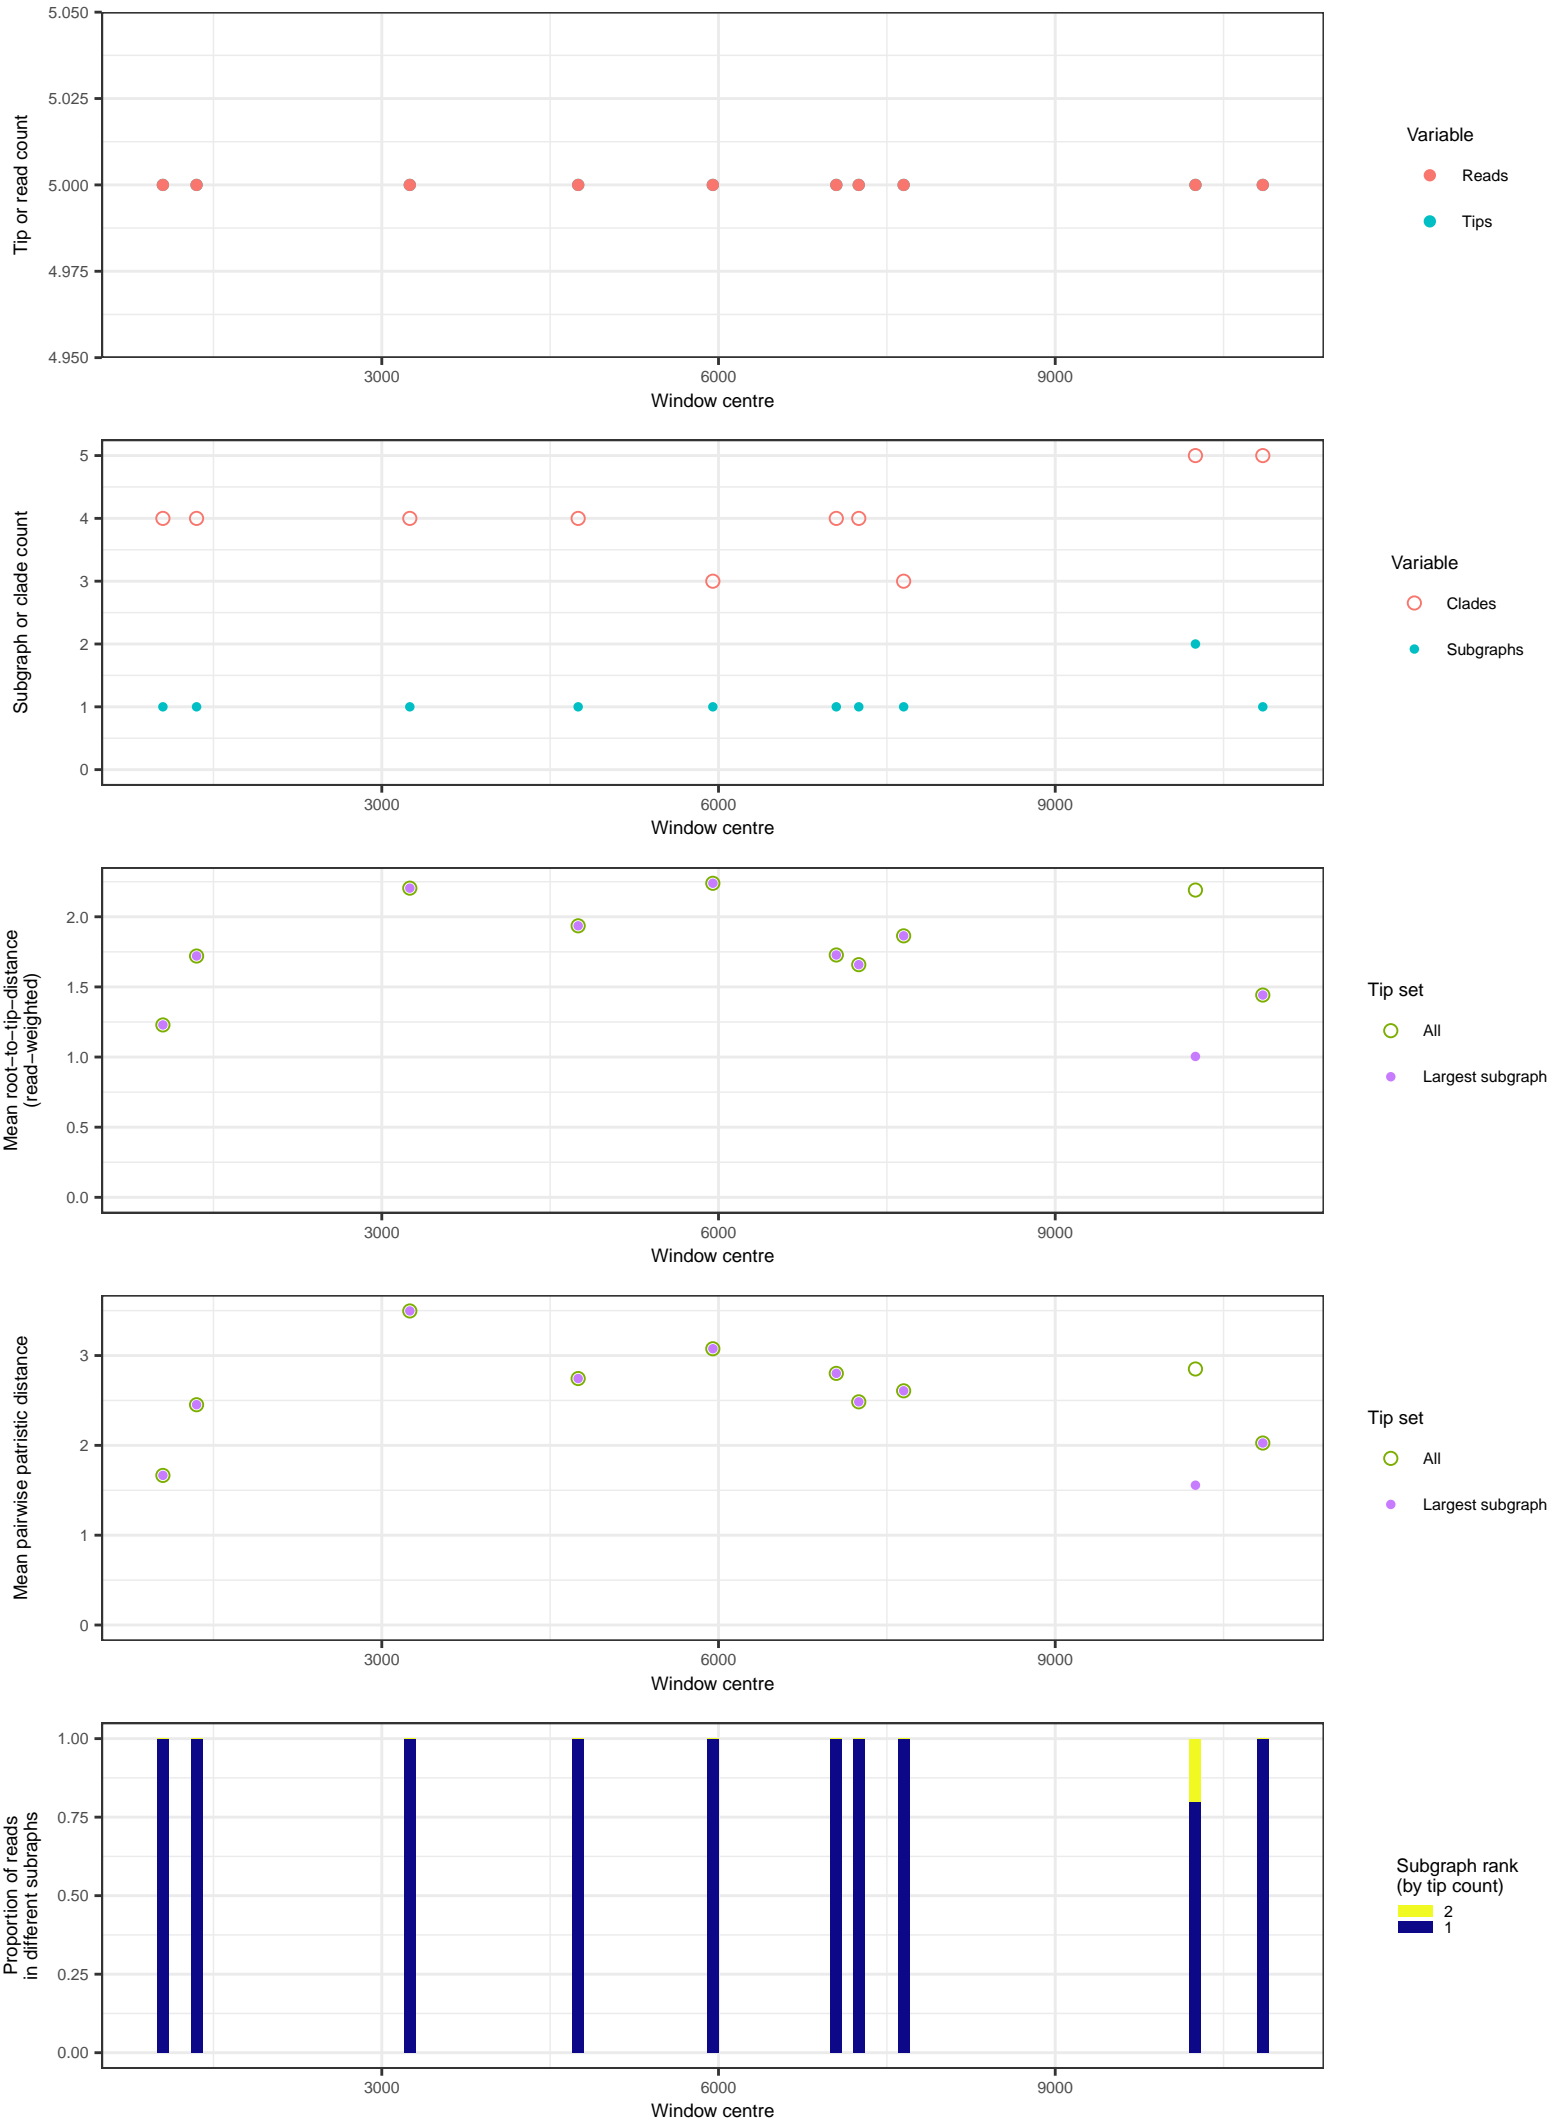 5.050
5.025
5.000
4.975
4.950
Tip or read count
3000 6000 9000
Window centre
Variable
Reads
Tips
5
4
3
2
1
0
Subgraph or clade count
3000 6000 9000
Window centre
Variable
Clades
Subgraphs
2.0
1.5
1.0
0.5
0.0
Mean root−to−tip−distance
(read−weighted)
3000 6000 9000
Window centre
Tip set
All
Largest subgraph
3
2
1
0
Mean pairwise patristic distance
3000 6000 9000
Window centre
Tip set
All
Largest subgraph
1.00
0.75
0.50
0.25
0.00
Proportion of reads
in different subraphs
3000 6000 9000
Window centre
Subgraph rank
(by tip count)
2
1